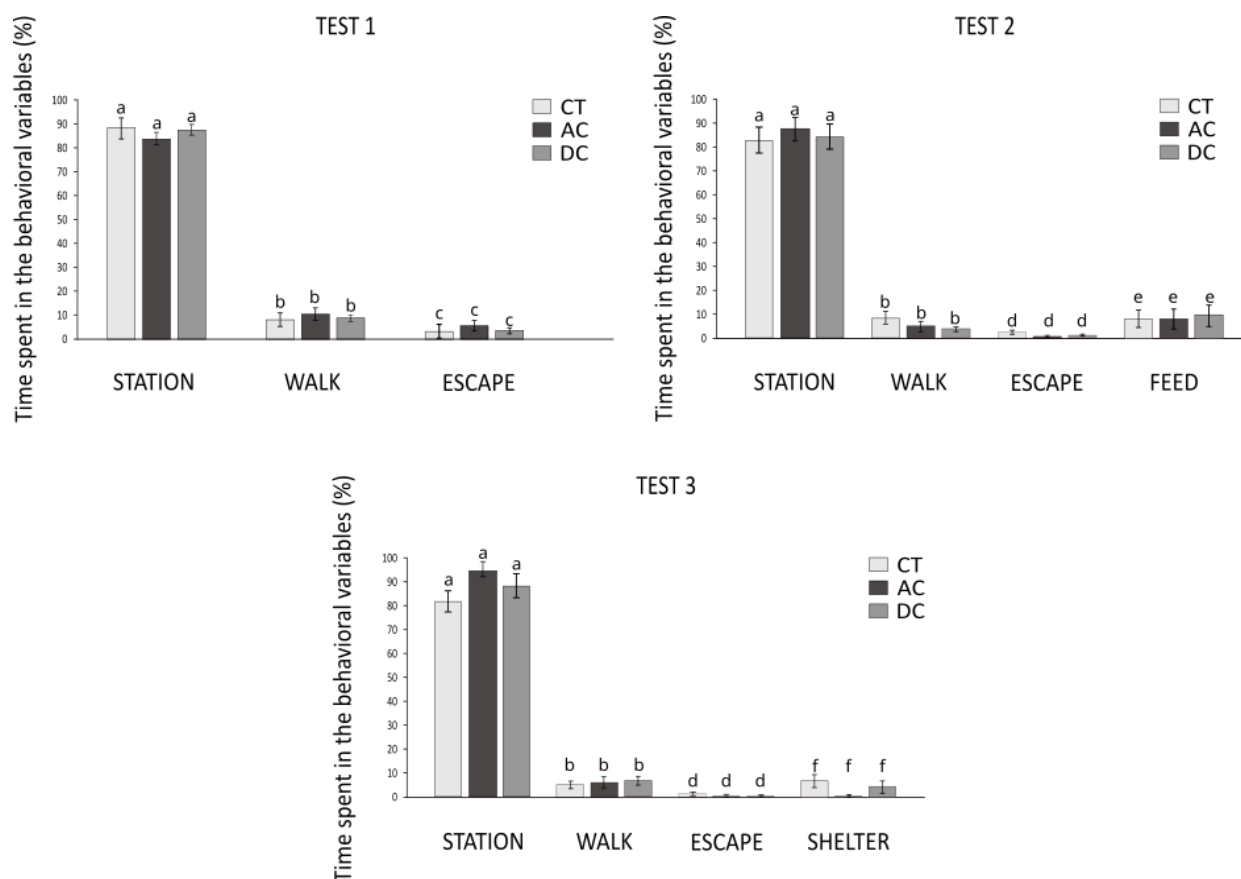 TEST 1
Time spent in the behavioral variables (%)
100
90
80
70
60
50
40
30
20
10
0
a a a
b b b
c c c
CT
AC
DC
STATION WALK ESCAPE
TEST 2
Time spent in the behavioral variables (%)
100
90
80
70
60
50
40
30
20
10
0
a a a
b b b
d d d
e e e
CT
AC
DC
STATION WALK ESCAPE FEED
TEST 3
Time spent in the behavioral variables (%)
100
90
80
70
60
50
40
30
20
10
0
a a a
b b b
d d d
f f f
CT
AC
DC
STATION WALK ESCAPE SHELTER